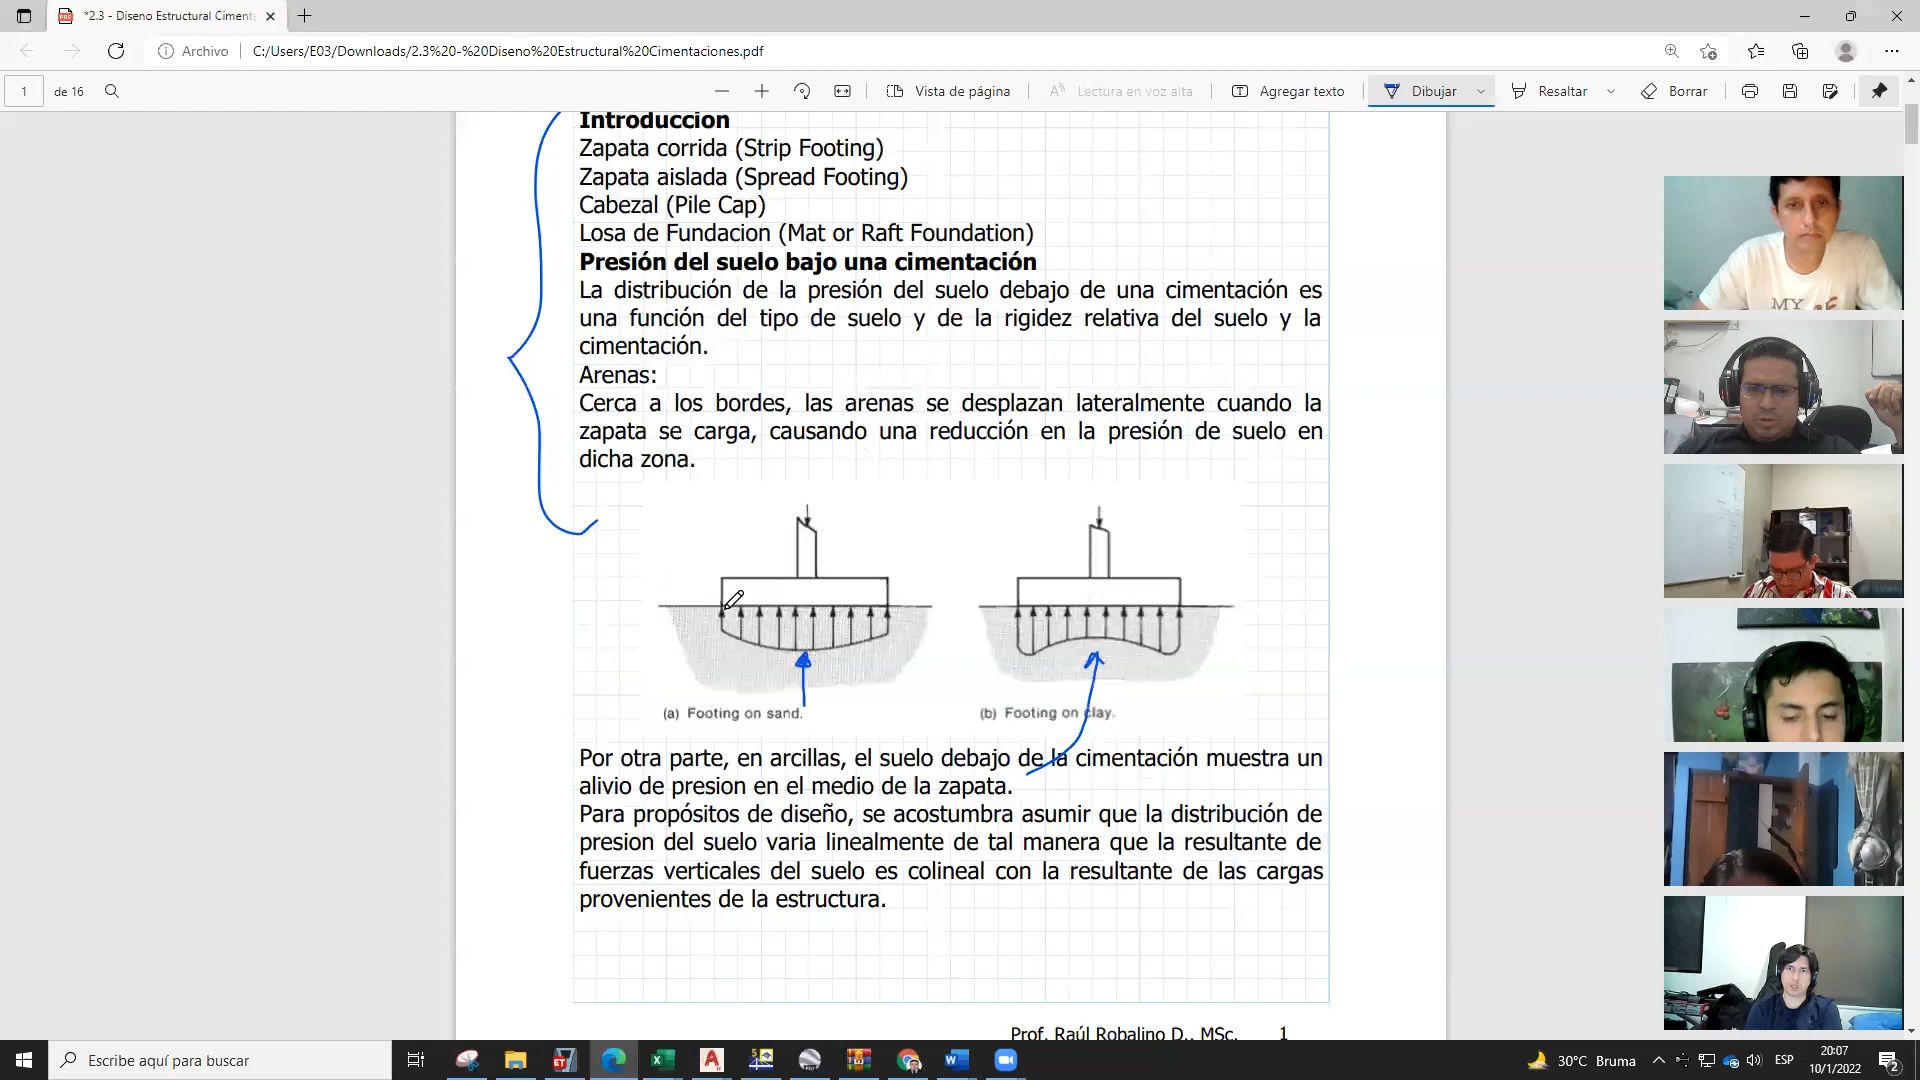 *2.3 - Diseno Estructural Ciment
Archivo
C:/Users/E03/Downloads/2.3%20-%20Diseno%20Estructural%20Cimentaciones.pdf
1 de 16
Vista de página
Lectura en voz alta
Agregar texto
Dibujar
Resaltar
Borrar
Introducción
Zapata corrida (Strip Footing)
Zapata aislada (Spread Footing)
Cabezal (Pile Cap)
Losa de Fundacion (Mat or Raft Foundation)
Presión del suelo bajo una cimentación
La distribución de la presión del suelo debajo de una cimentación es
una función del tipo de suelo y de la rigidez relativa del suelo y la
cimentación.
Arenas:
Cerca a los bordes, las arenas se desplazan lateralmente cuando la
zapata se carga, causando una reducción en la presión de suelo en
dicha zona.
(a) Footing on sand.
(b) Footing on clay.
Por otra parte, en arcillas, el suelo debajo de la cimentación muestra un
alivio de presion en el medio de la zapata.
Para propósitos de diseño, se acostumbra asumir que la distribución de
presion del suelo varia linealmente de tal manera que la resultante de
fuerzas verticales del suelo es colineal con la resultante de las cargas
provenientes de la estructura.
Prof. Raúl Robalino D., MSc. 1
MY
Escribe aquí para buscar
30°C Bruma
ESP
20:07
10/1/2022
2